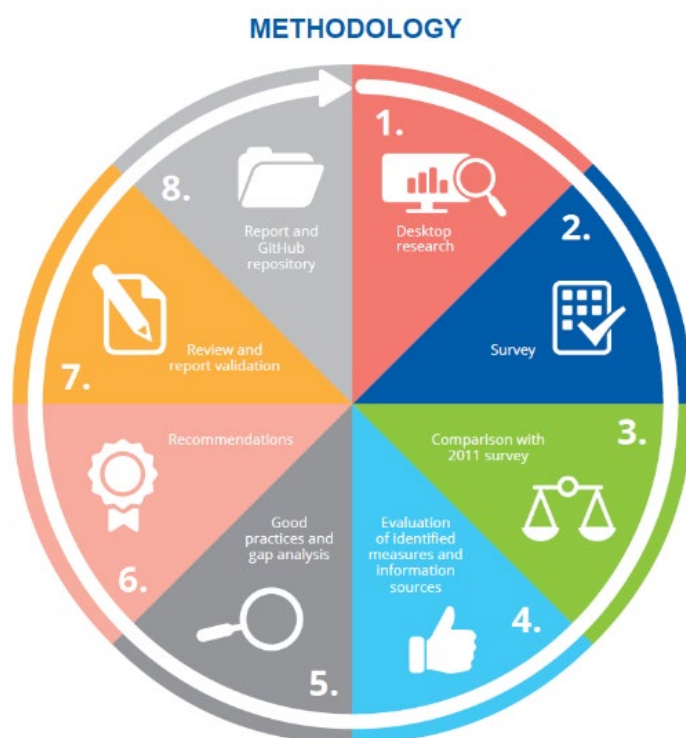 METHODOLOGY
1.
Desktop
research
2.
Survey
3.
Comparison with
2011 survey
4.
Evaluation
of identified
measures and
information
sources
5.
Good
practices and
gap analysis
6.
Recommendations
7.
Review and
report validation
8.
Report and
GitHub
repository